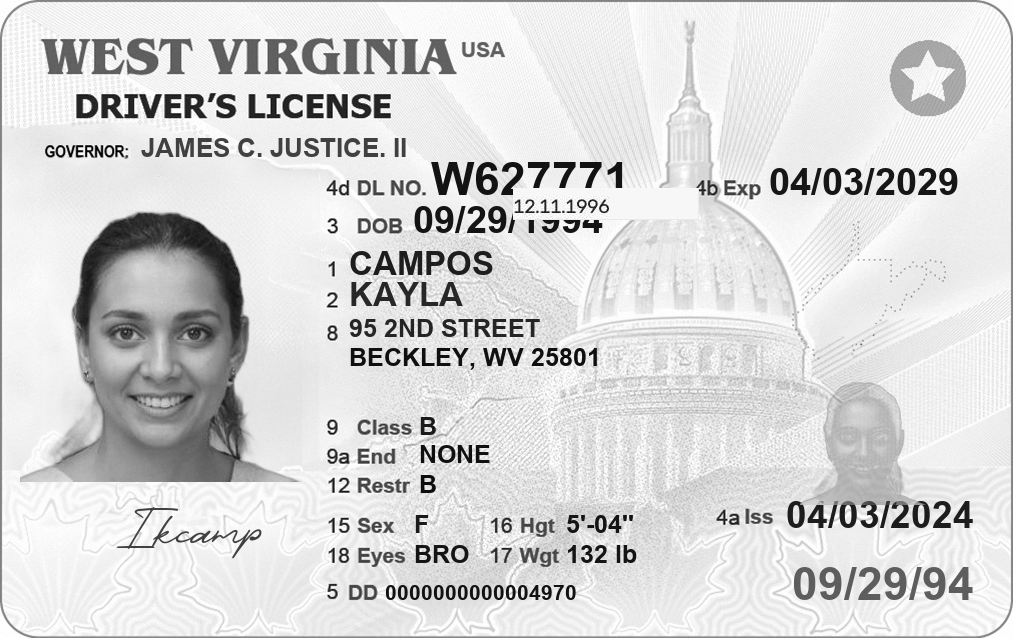 WEST VIRGINIA USA
DRIVER'S LICENSE
GOVERNOR: JAMES C. JUSTICE. II
4d DL NO. W627771 4b Exp 04/03/2029
12.11.1996
3 DOB 09/29/1994
1 CAMPOS
2 KAYLA
8 95 2ND STREET
BECKLEY, WV 25801
9 Class B
9a End NONE
12 Restr B
15 Sex F 16 Hgt 5'-04" 4a Iss 04/03/2024
18 Eyes BRO 17 Wgt 132 lb
5 DD 0000000000004970
09/29/94
Ikcamp